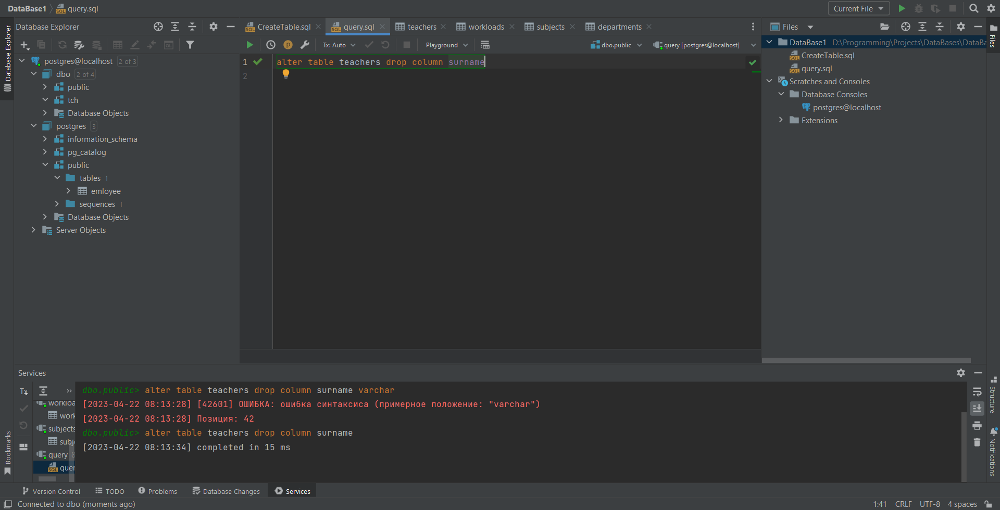 DataBase1 query.sql Current File
Database Explorer
CreateTable.sql query.sql teachers workloads subjects departments
Files
Tx: Auto Playground dbo.public query [postgres@localhost]
Database Explorer
postgres@localhost 2 of 3
dbo 2 of 4
public
tch
Database Objects
postgres 3
information_schema
pg_catalog
public
tables 1
emloyee
sequences 1
Database Objects
Server Objects
1 alter table teachers drop column surname
2
DataBase1 D:\Programming\Projects\DataBases\DataBa
CreateTable.sql
query.sql
Scratches and Consoles
Database Consoles
postgres@localhost
Extensions
Files
Services
Tx
workloa
work
subjects
subj
query 8
quer
dbo.public> alter table teachers drop column surname varchar
[2023-04-22 08:13:28] [42601] ОШИБКА: ошибка синтаксиса (примерное положение: "varchar")
[2023-04-22 08:13:28] Позиция: 42
dbo.public> alter table teachers drop column surname
[2023-04-22 08:13:34] completed in 15 ms
Structure
Notifications
Bookmarks
Version Control TODO Problems Database Changes Services
Connected to dbo (moments ago) 1:41 CRLF UTF-8 4 spaces